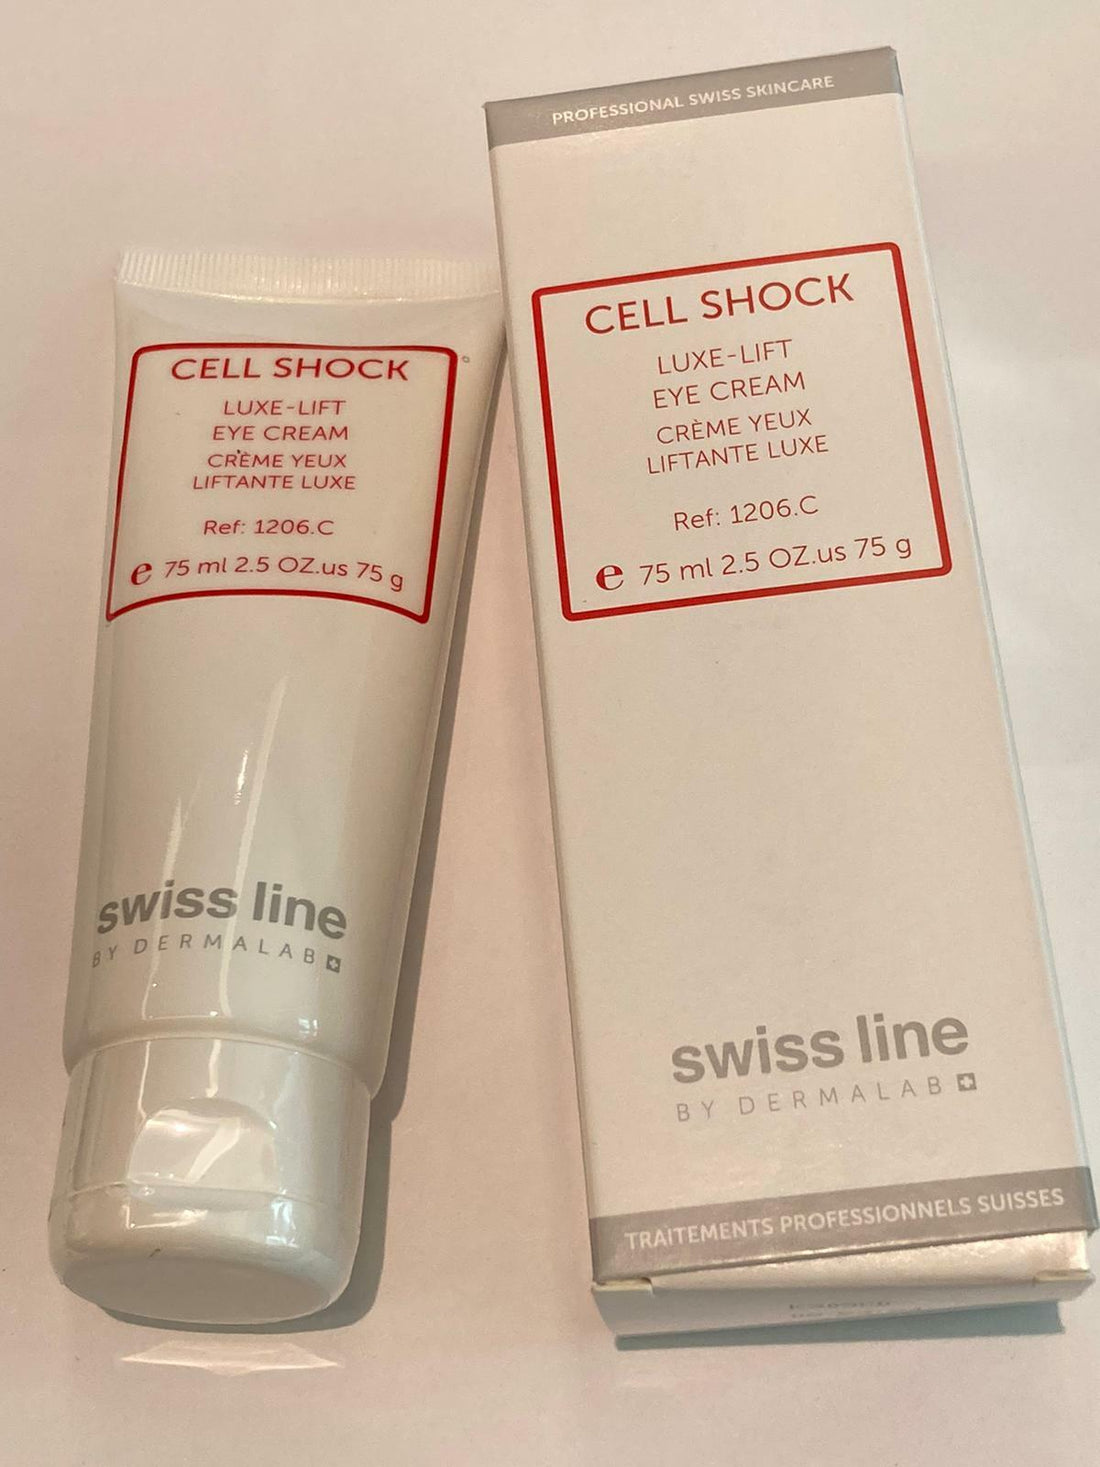 CELL SHOCK
LUXE-LIFT
EYE CREAM
CRÈME YEUX
LIFTANTE LUXE
Ref: 1206.C
e 75 ml 2.5 OZ.us 75 g
swiss line
BY DERMALAB
PROFESSIONAL SWISS SKINCARE
CELL SHOCK
LUXE-LIFT
EYE CREAM
CRÈME YEUX
LIFTANTE LUXE
Ref: 1206.C
e 75 ml 2.5 OZ.us 75 g
swiss line
BY DERMALAB
TRAITEMENTS PROFESSIONNELS SUISSES